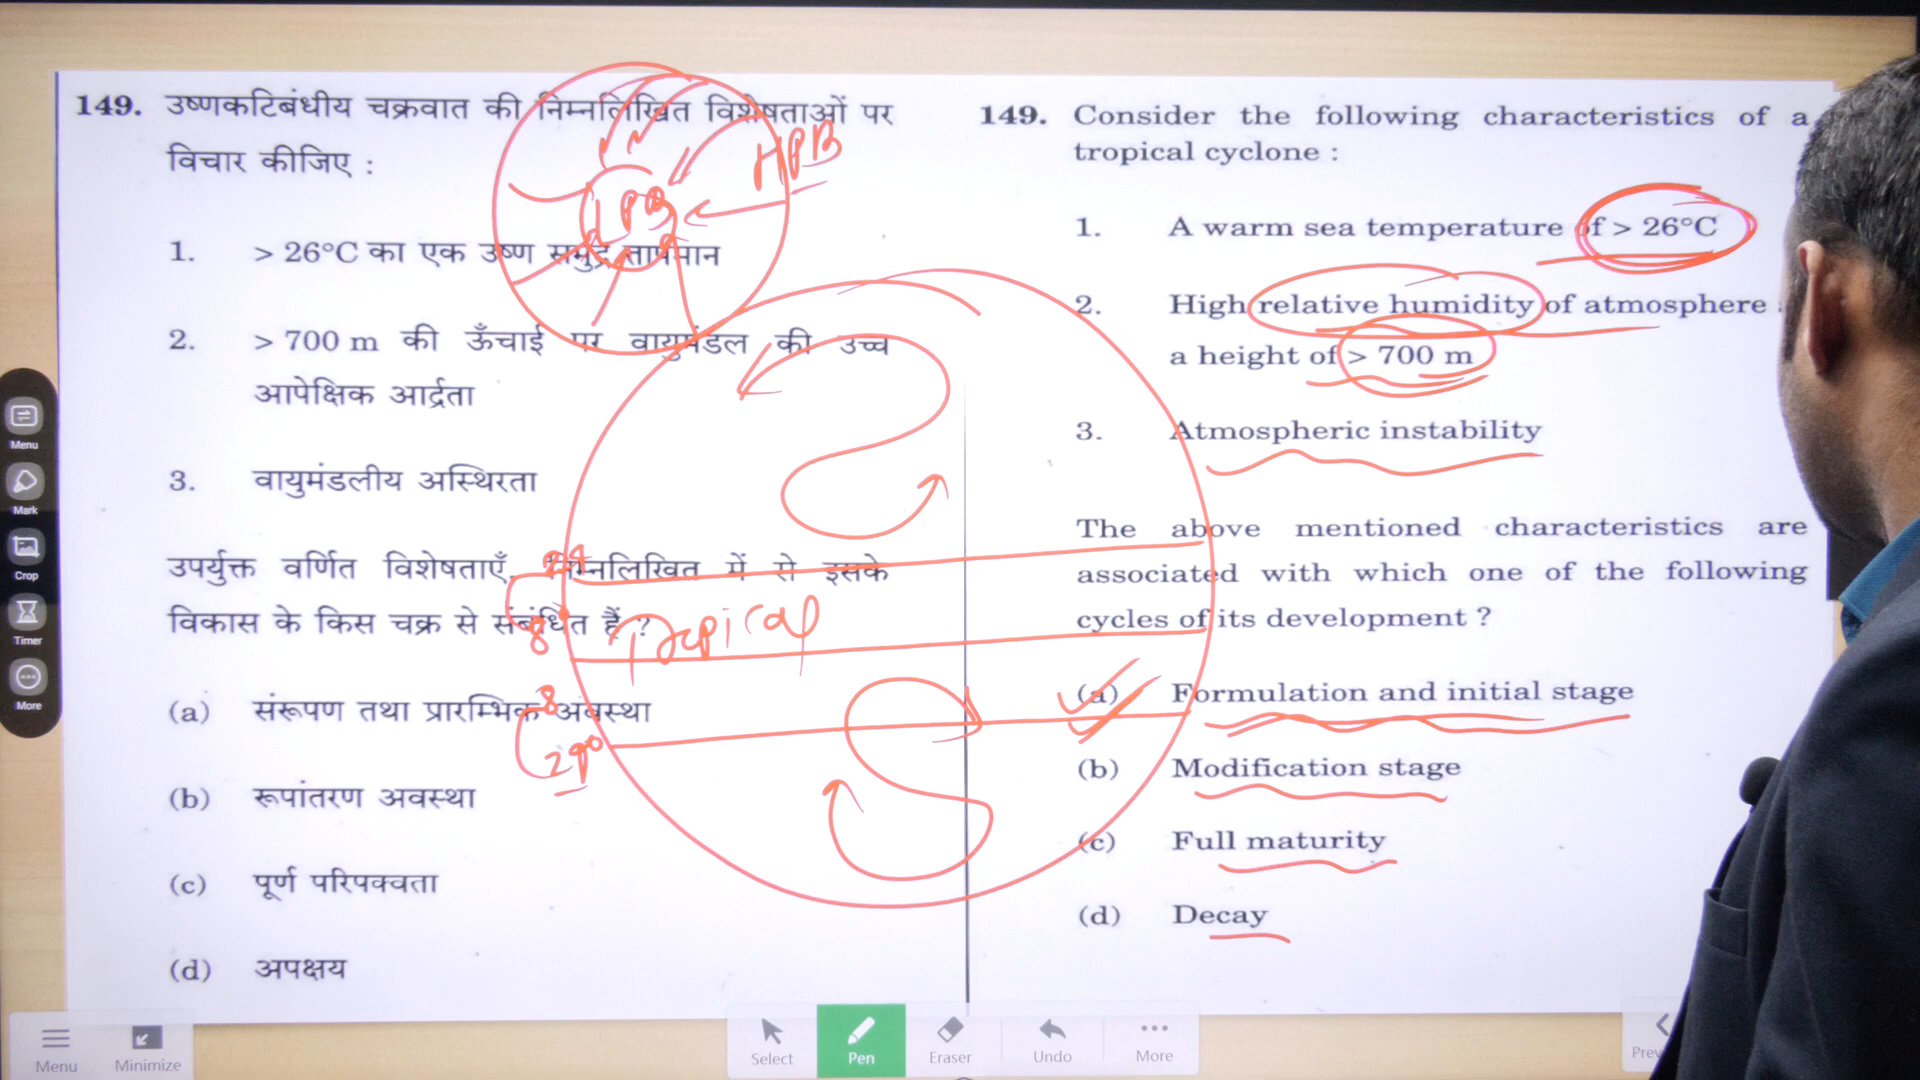 149. उष्णकटिबंधीय चक्रवात की निम्नलिखित विशेषताओं पर
विचार कीजिए :
1. > 26°C का एक उष्ण समुद्र तापमान
2. > 700 m की ऊँचाई पर वायुमंडल की उच्च
आपेक्षिक आर्द्रता
3. वायुमंडलीय अस्थिरता
उपर्युक्त वर्णित विशेषताएँ, निम्नलिखित में से इसके
विकास के किस चक्र से संबंधित हैं ?
(a) संरूपण तथा प्रारम्भिक अवस्था
(b) रूपांतरण अवस्था
(c) पूर्ण परिपक्वता
(d) अपक्षय
LPB
HPB
Tropical
8
8
149. Consider the following characteristics of a
tropical cyclone :
1. A warm sea temperature of > 26°C
2. High relative humidity of atmosphere
a height of > 700 m
3. Atmospheric instability
The above mentioned characteristics are
associated with which one of the following
cycles of its development ?
(a) Formulation and initial stage
(b) Modification stage
(c) Full maturity
(d) Decay
Menu
Mark
Crop
Timer
More
Menu
Minimize
Select
Pen
Eraser
Undo
More